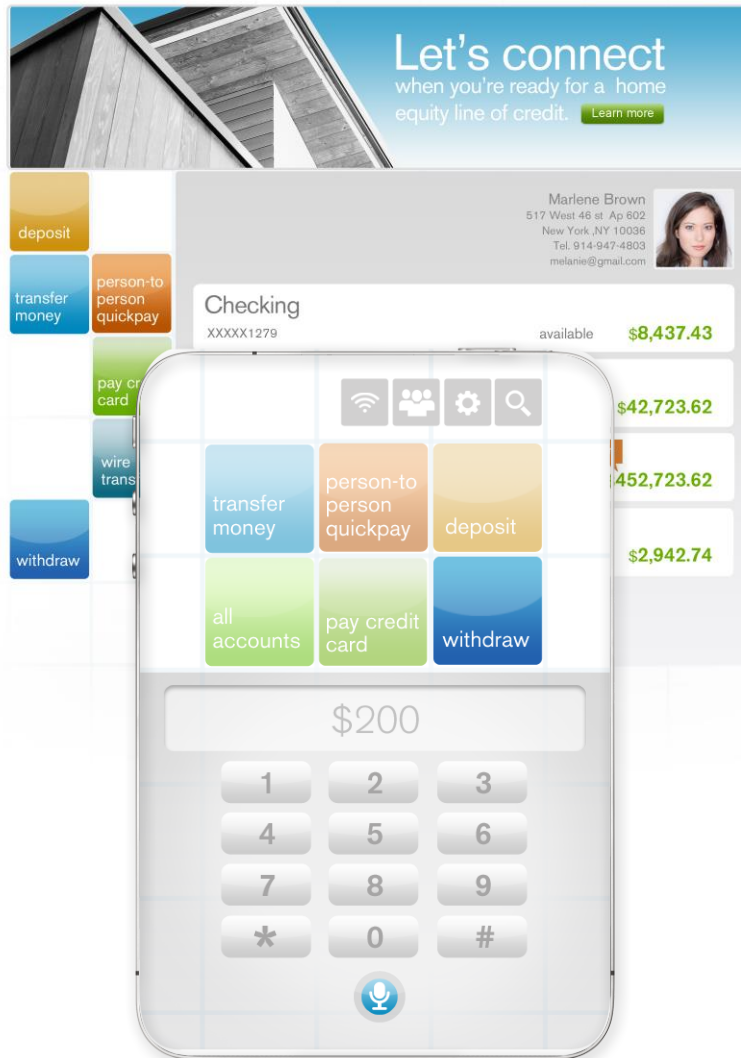 Let's connect
when you're ready for a home
equity line of credit.
Learn more
deposit
transfer
money
person-to
person
quickpay
pay
card
wire
withdraw
Marlene Brown
517 West 46 st Ap 602
New York ,NY 10036
Tel. 914-947-4803
melanie@gmail.com
Checking
XXXXX1279
available
$8,437.43
$42,723.62
452,723.62
$2,942.74
transfer
money
person-to
person
quickpay
deposit
all
accounts
pay credit
card
withdraw
$200
1 2 3
4 5 6
7 8 9
* 0 #